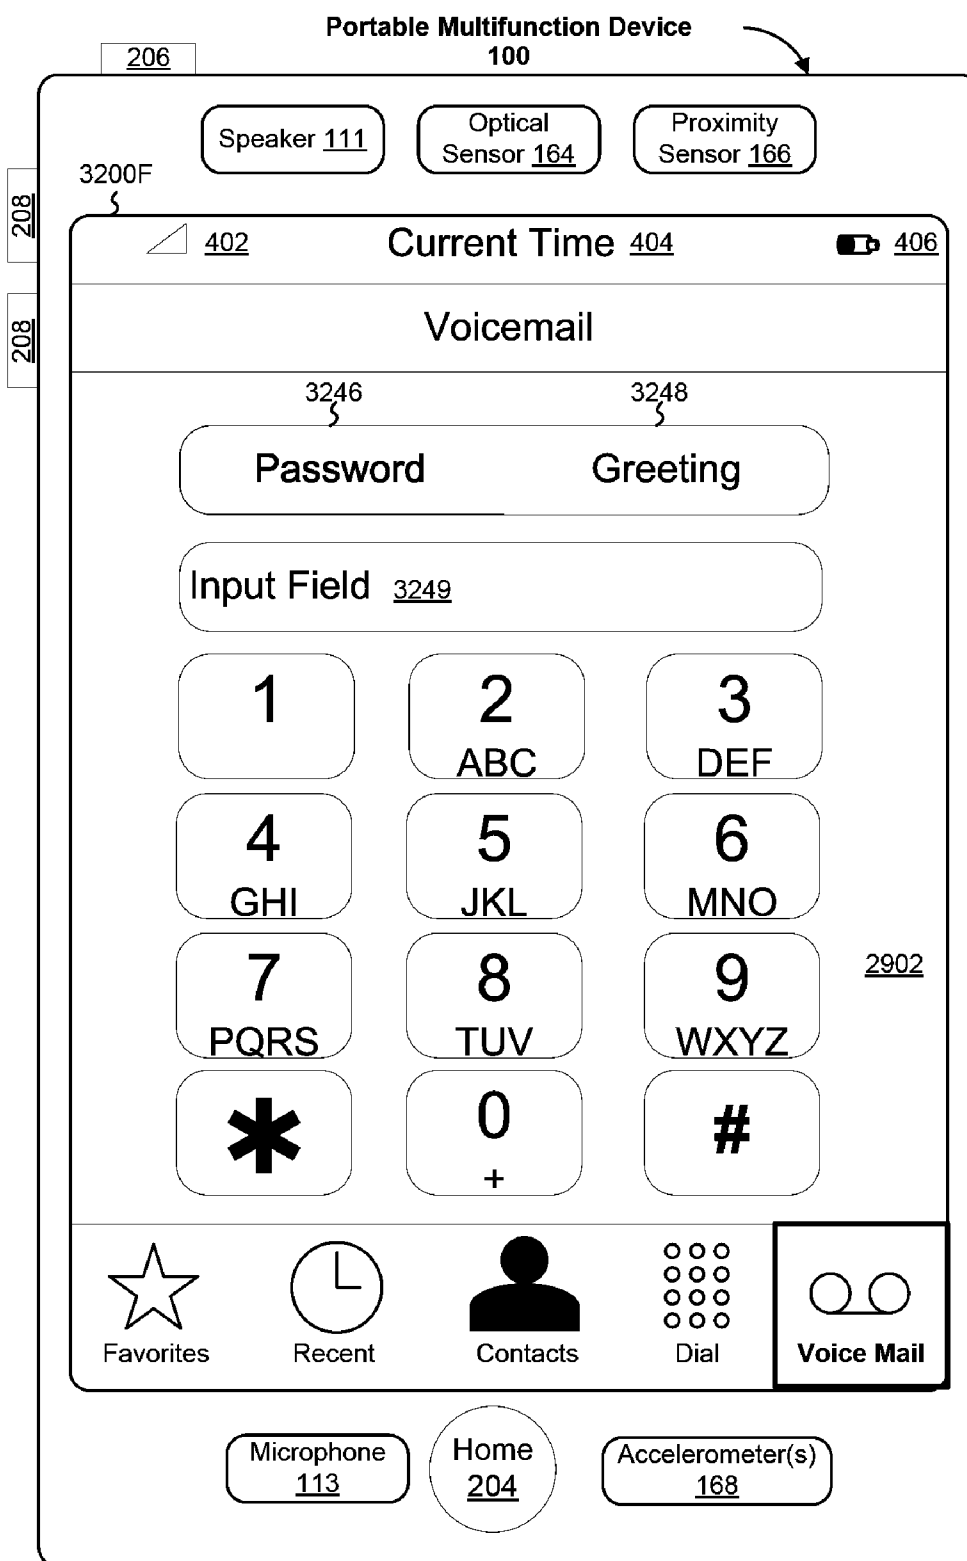 Portable Multifunction Device
100
206
Speaker 111
Optical
Sensor 164
Proximity
Sensor 166
3200F
208
208
402
Current Time 404
406
Voicemail
3246
3248
Password
Greeting
Input Field 3249
1
2
ABC
3
DEF
4
GHI
5
JKL
6
MNO
7
PQRS
8
TUV
9
WXYZ
2902
*
0
+
#
Favorites
Recent
Contacts
Dial
Voice Mail
Microphone
113
Home
204
Accelerometer(s)
168